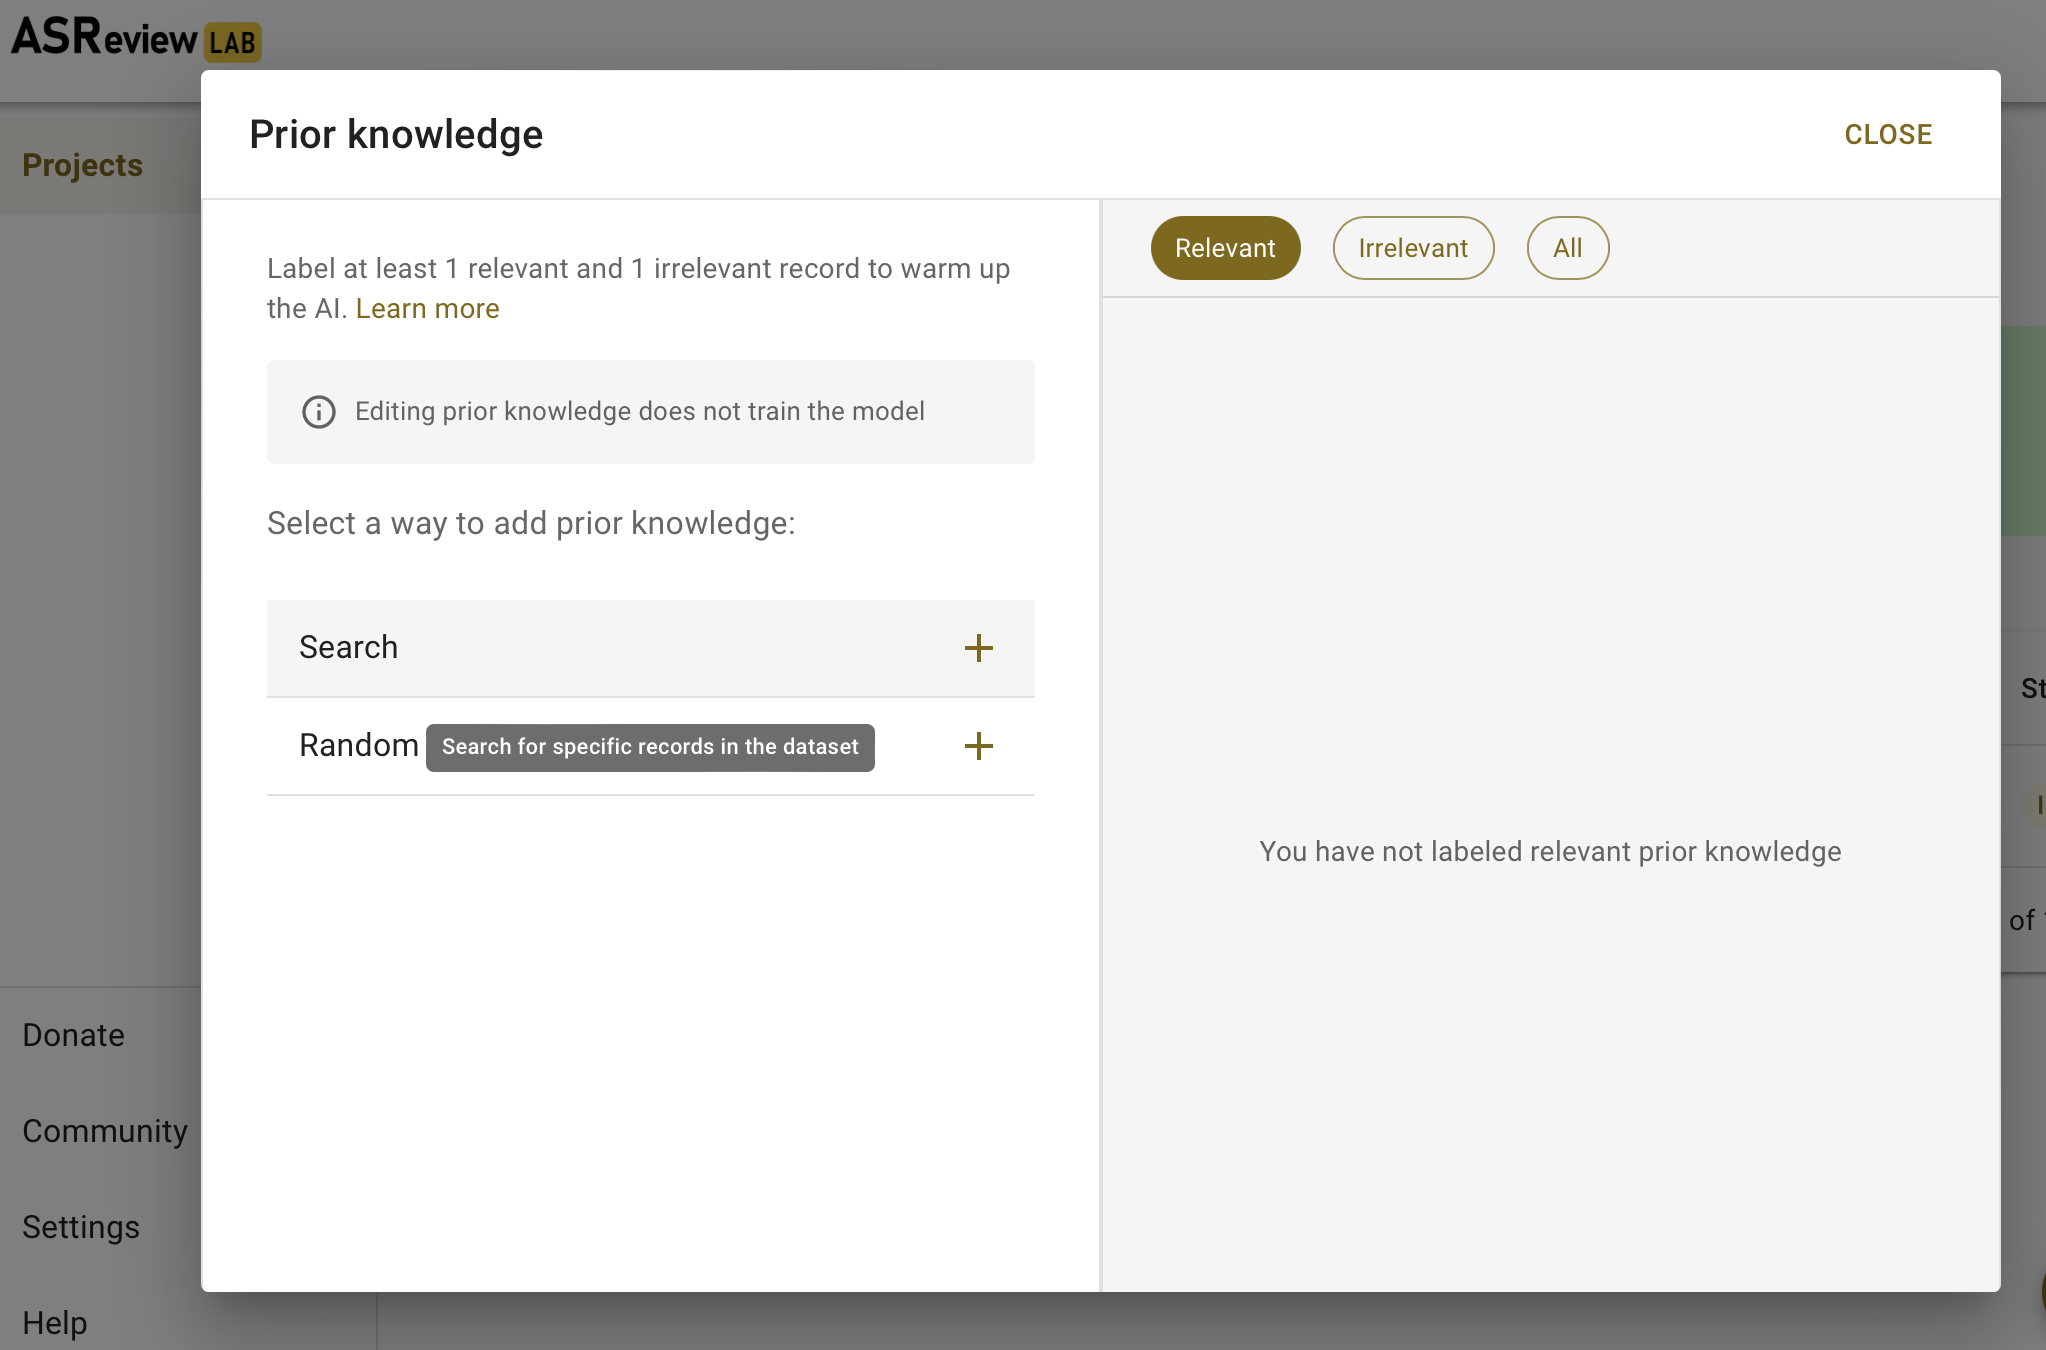 ASReview LAB
Projects
Donate
Community
Settings
Help
Prior knowledge
CLOSE
Label at least 1 relevant and 1 irrelevant record to warm up
the AI. Learn more
Editing prior knowledge does not train the model
Select a way to add prior knowledge:
Search
Random
Search for specific records in the dataset
Relevant
Irrelevant
All
You have not labeled relevant prior knowledge
of